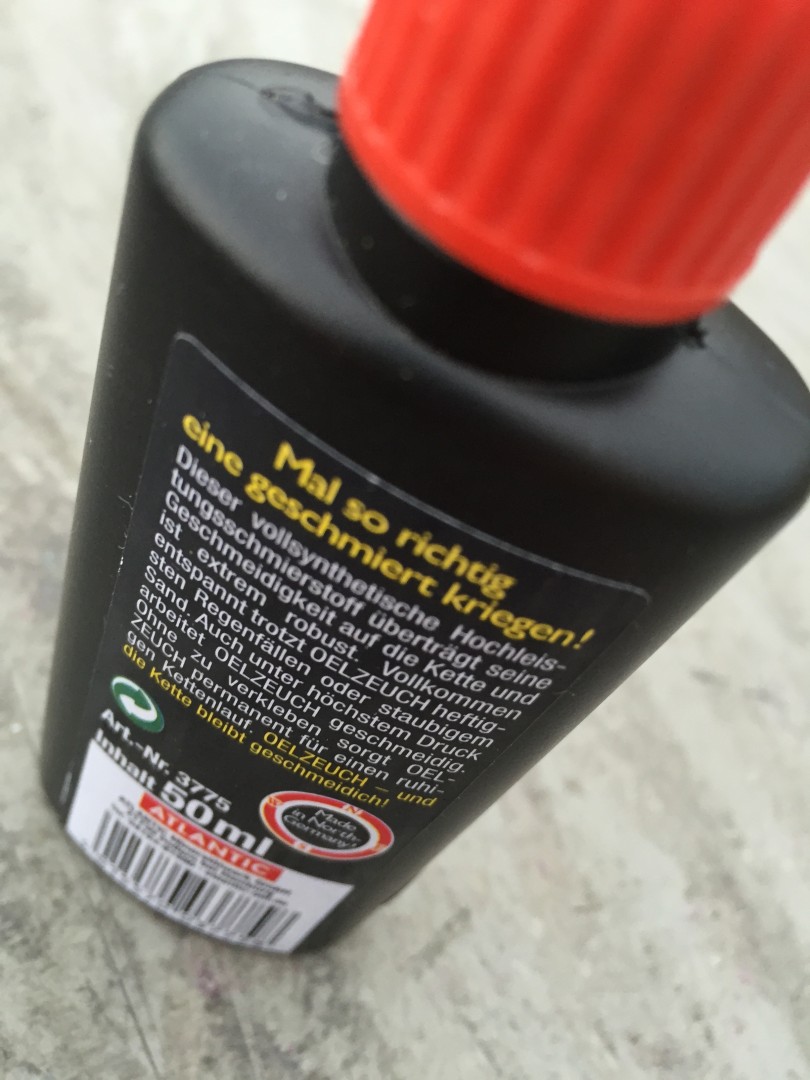 Mal so richtig
eine geschmiert kriegen!
Dieser vollsynthetische Hochleis-
tungsschmierstoff überträgt seine
Geschmeidigkeit auf die Kette und
ist extrem robust. Vollkommen
entspannt trotzt OELZEUCH heftig-
sten Regenfällen oder staubigem
Sand. Auch unter höchstem Druck
arbeitet OELZEUCH geschmeidig.
Ohne zu verkleben sorgt OEL-
ZEUCH permanent für einen ruhi-
gen Kettenlauf. OELZEUCH – und
die Kette bleibt geschmeidich!
Art.-Nr. 3775
Inhalt 50 ml
N
Made
in North-
Germany!
ATLANTIC